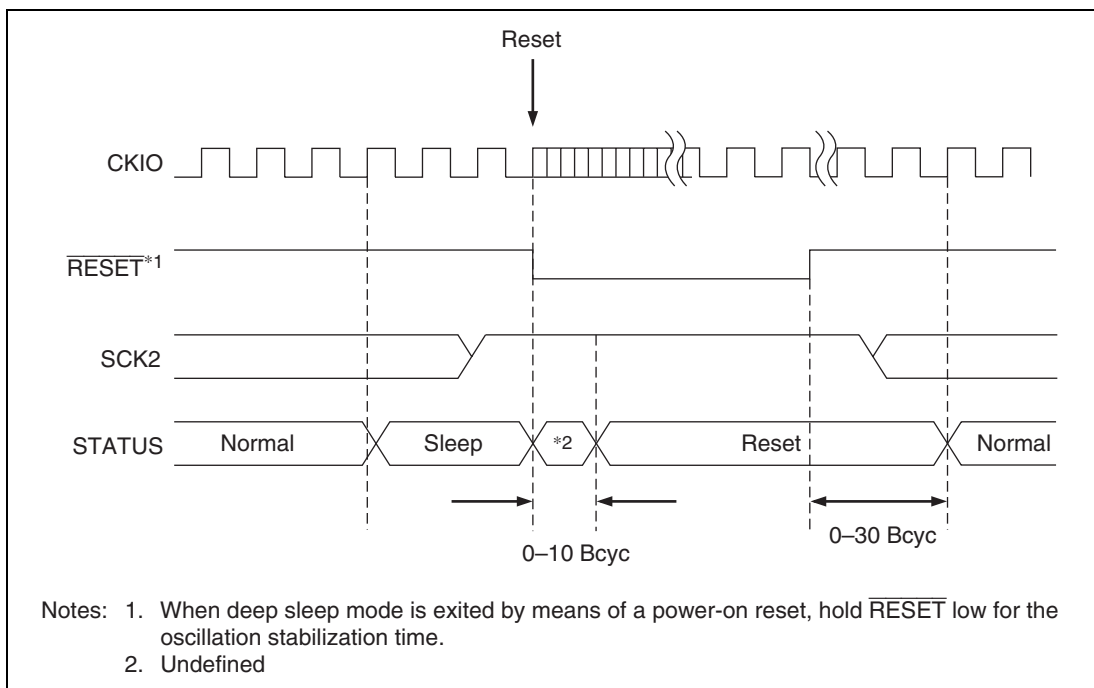 Reset
CKIO
RESET*1
SCK2
STATUS Normal Sleep *2 Reset Normal
0–10 Bcyc
0–30 Bcyc
Notes: 1. When deep sleep mode is exited by means of a power-on reset, hold RESET low for the
oscillation stabilization time.
2. Undefined